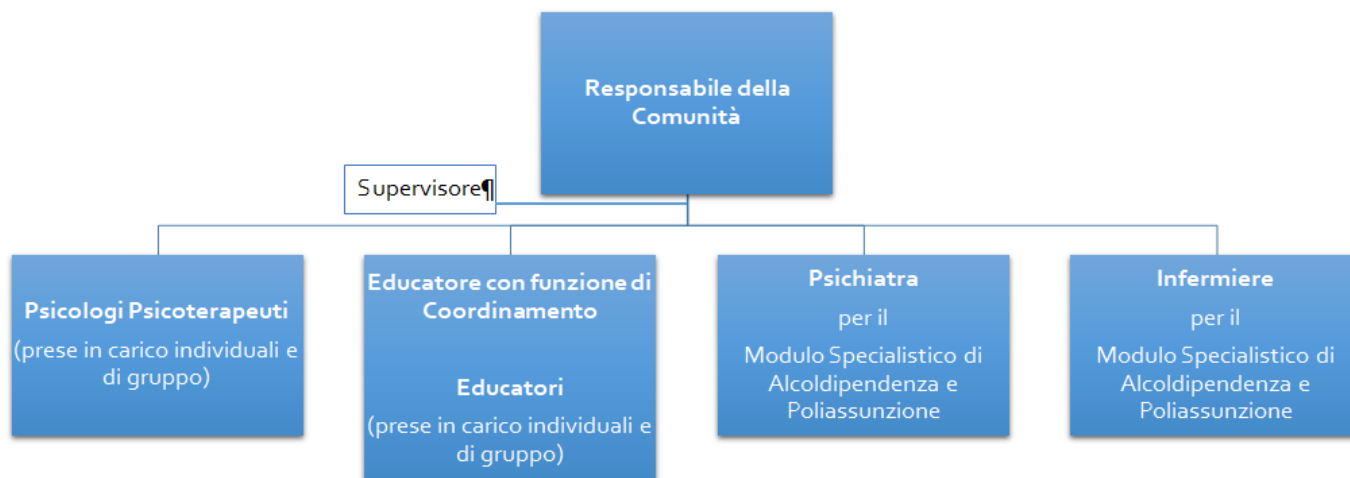 Responsabile della
Comunità
Supervisore¶
Psicologi Psicoterapeuti
(prese in carico individuali e
di gruppo)
Educatore con funzione di
Coordinamento
Educatori
(prese in carico individuali e
di gruppo)
Psichiatra
per il
Modulo Specialistico di
Alcoldipendenza e
Poliassunzione
Infermiere
per il
Modulo Specialistico di
Alcoldipendenza e
Poliassunzione